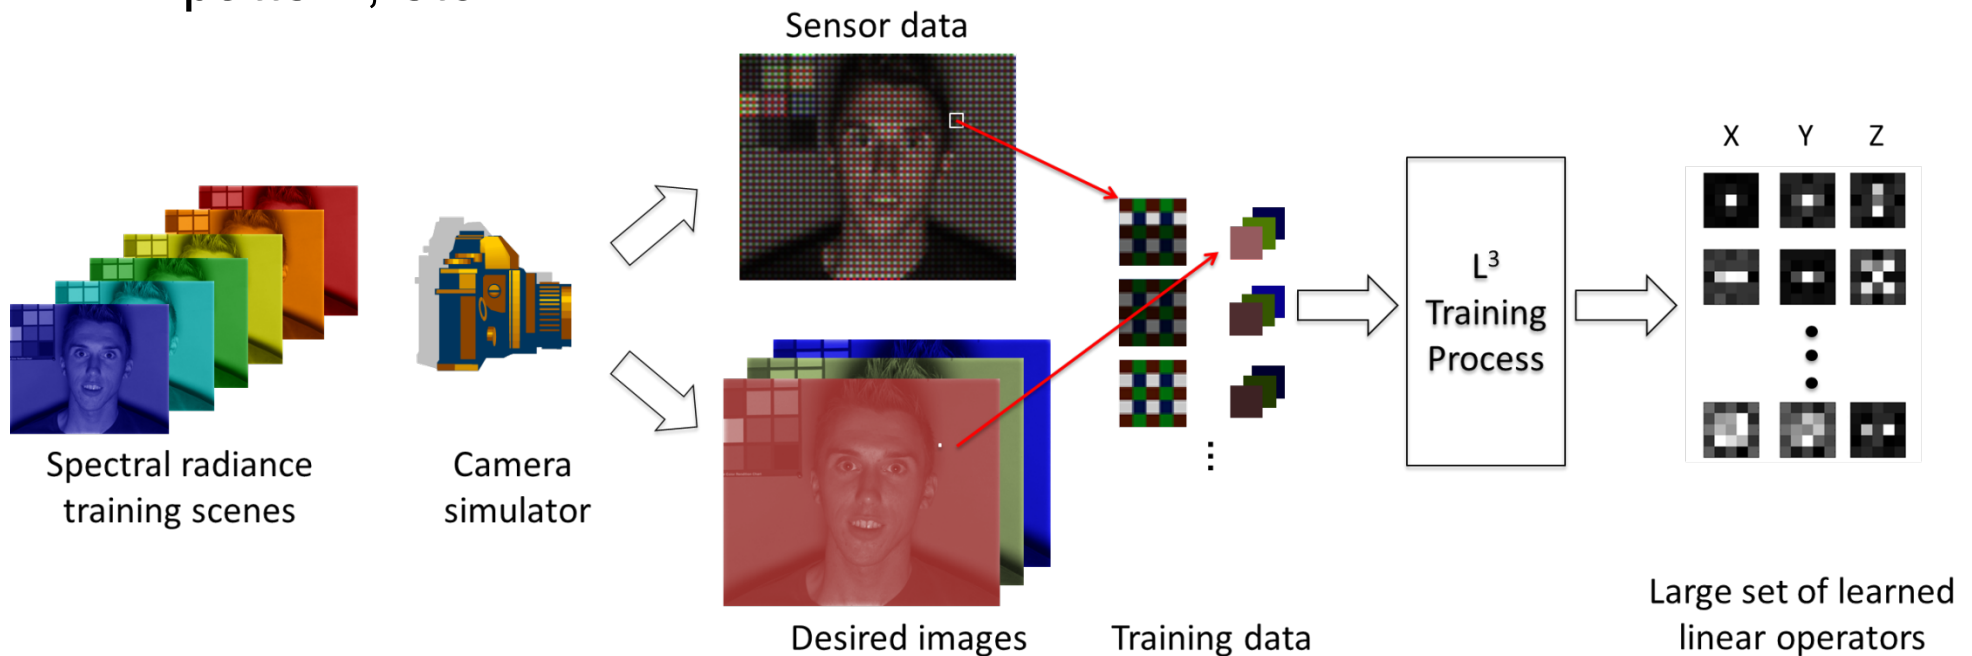 Sensor data
X Y Z
L³
Training
Process
Spectral radiance
training scenes
Camera
simulator
Desired images
Training data
Large set of learned
linear operators